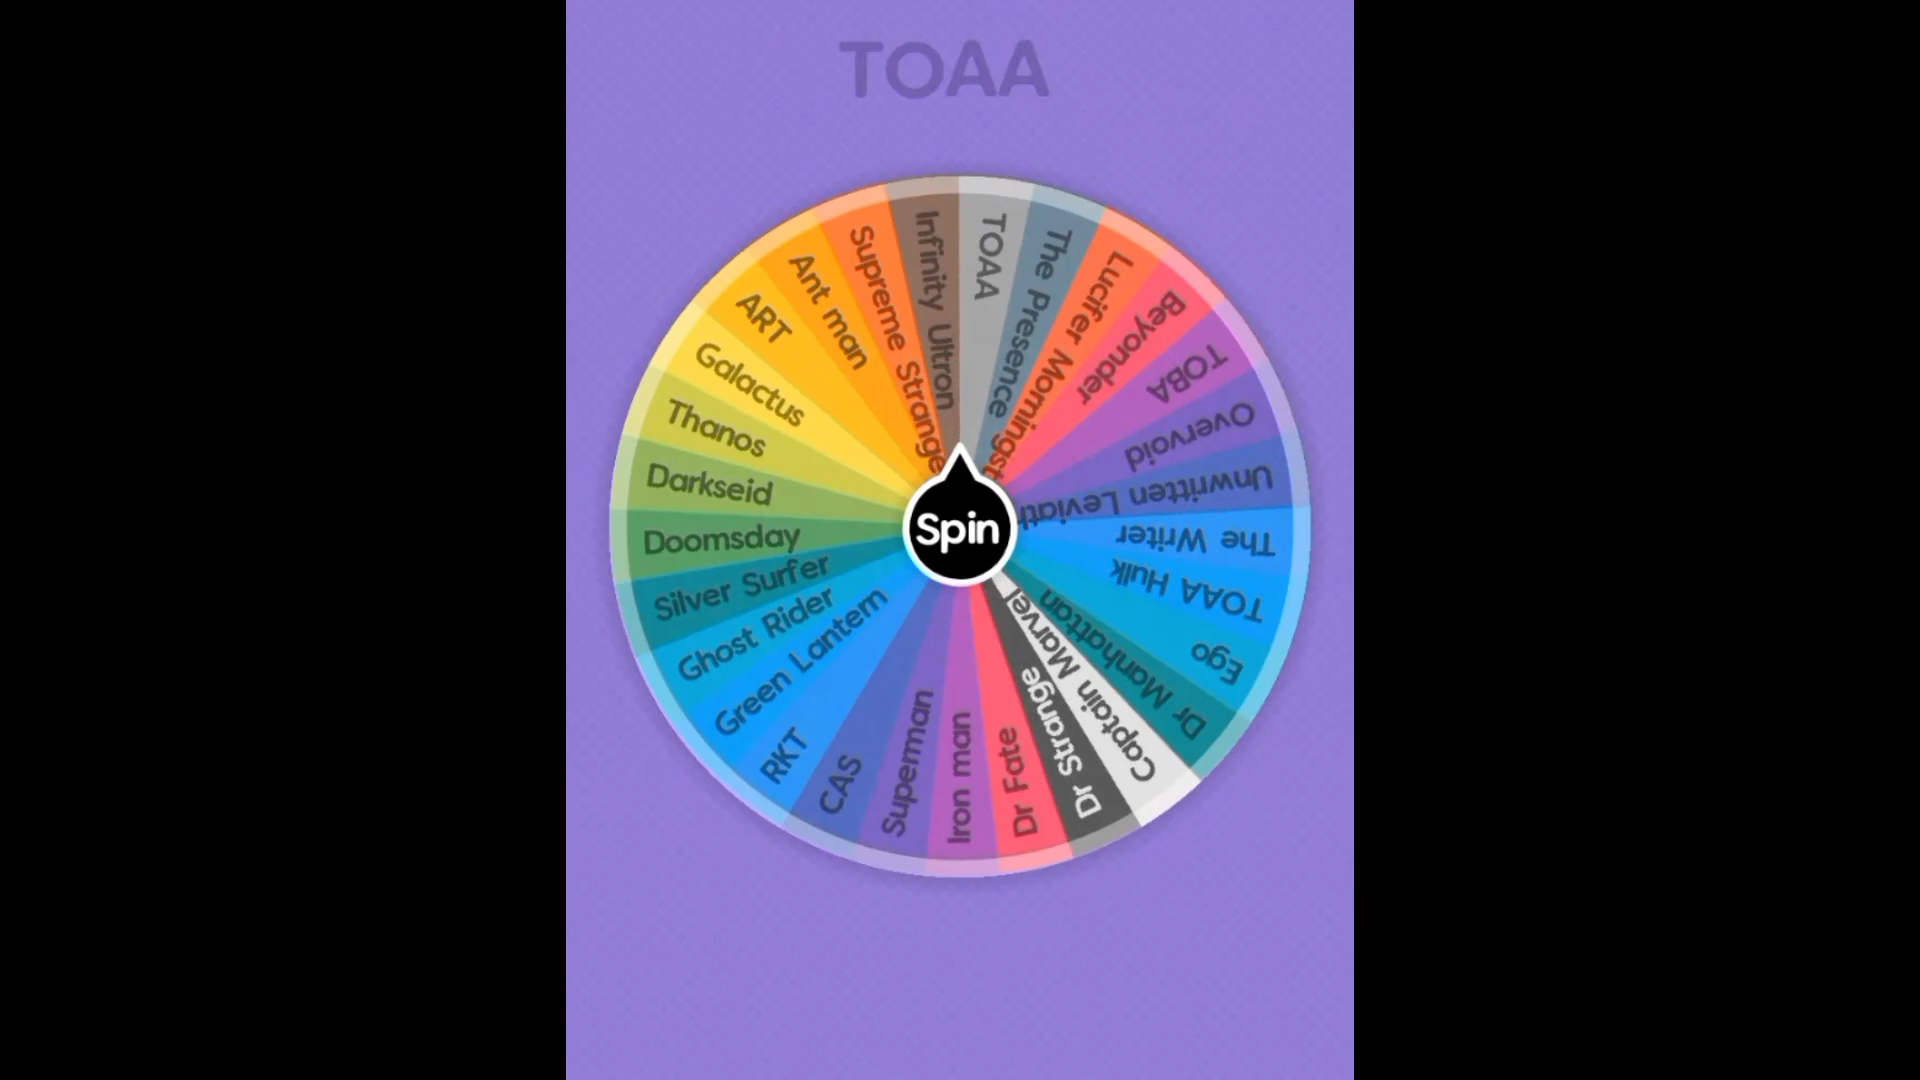 TOAA
TOAA
The Presence
Lucifer Morningst
Beyonder
TOBA
Overvoid
Unwritten Leviath
The Writer
TOAA Hulk
Ego
Dr Manhattan
Captain Marvel
Dr Strange
Dr Fate
Iron man
Superman
CAS
RKT
Green Lantern
Ghost Rider
Silver Surfer
Doomsday
Darkseid
Thanos
Galactus
ART
Ant man
Supreme Strange
Infinity Ultron
Spin